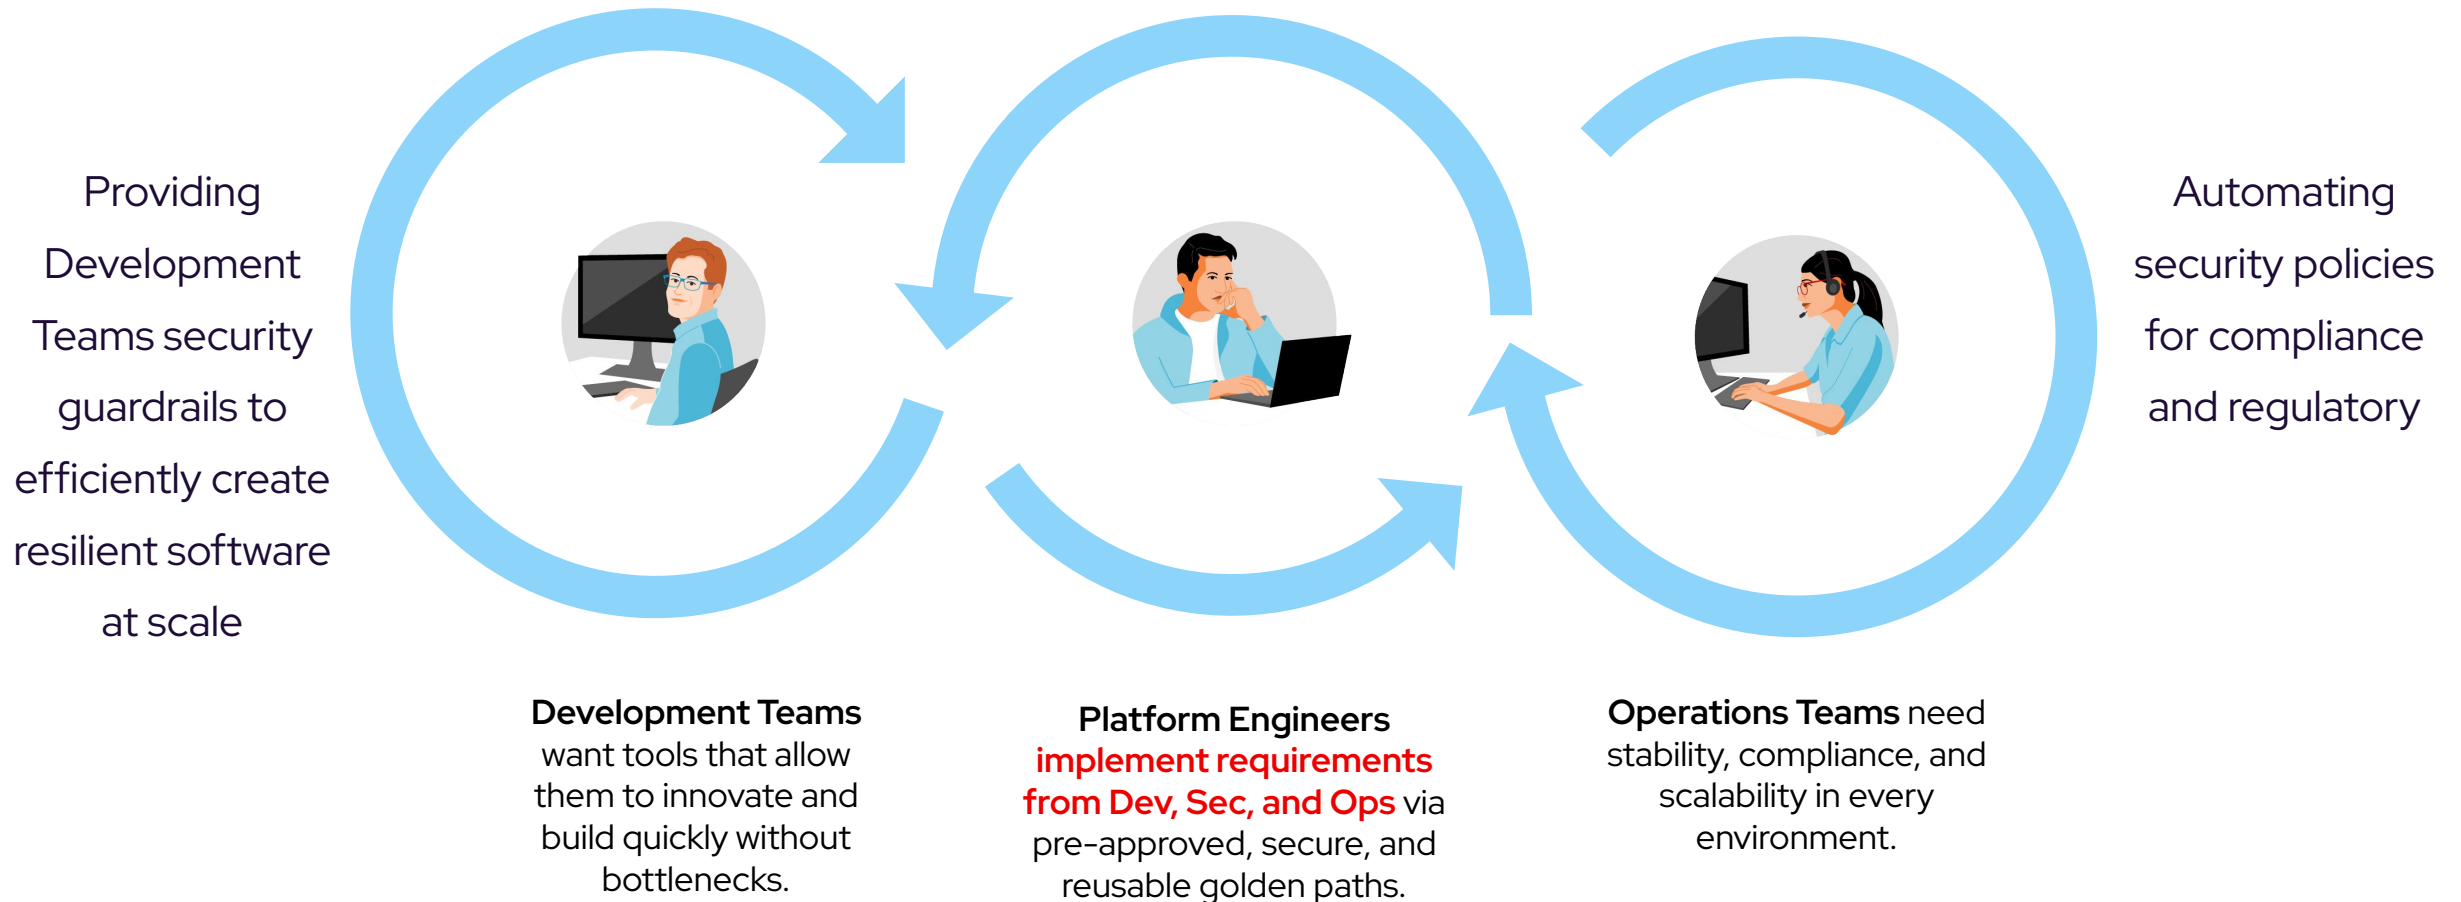 Providing
Development
Teams security
guardrails to
efficiently create
resilient software
at scale
Automating
security policies
for compliance
and regulatory
Development Teams
want tools that allow
them to innovate and
build quickly without
bottlenecks.
Platform Engineers
implement requirements
from Dev, Sec, and Ops via
pre-approved, secure, and
reusable golden paths.
Operations Teams need
stability, compliance, and
scalability in every
environment.